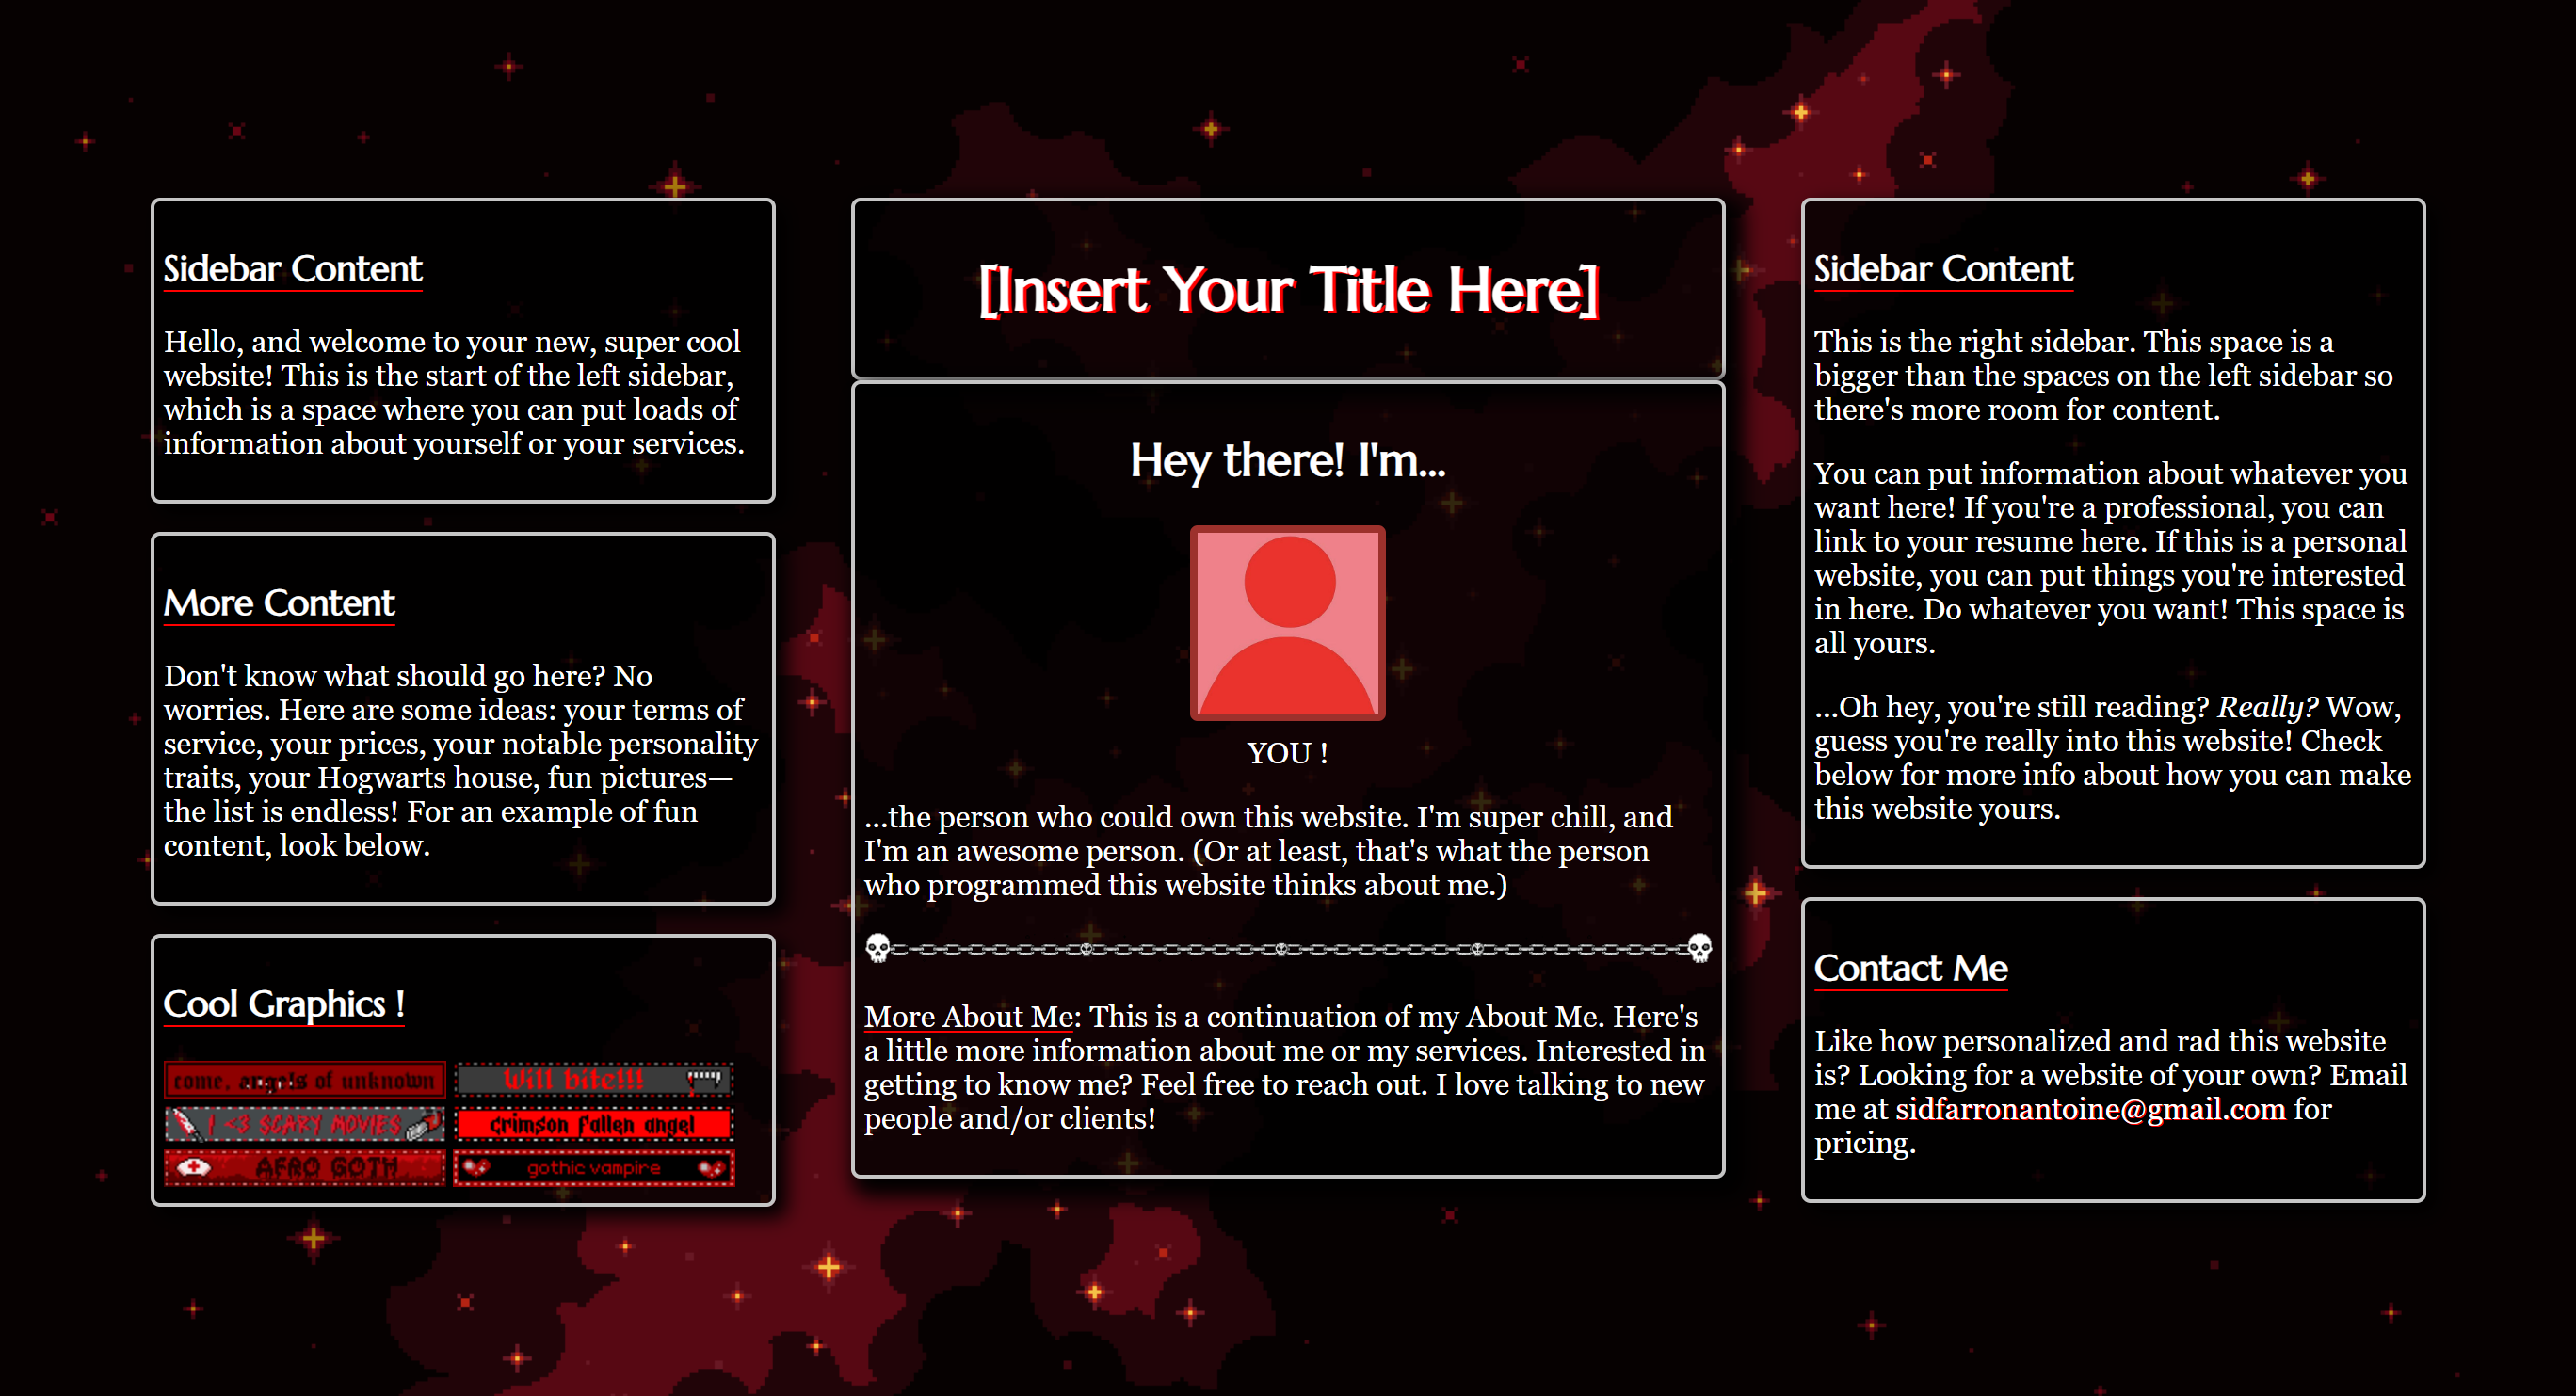 Sidebar Content
Hello, and welcome to your new, super cool
website! This is the start of the left sidebar,
which is a space where you can put loads of
information about yourself or your services.
More Content
Don't know what should go here? No
worries. Here are some ideas: your terms of
service, your prices, your notable personality
traits, your Hogwarts house, fun pictures—
the list is endless! For an example of fun
content, look below.
Cool Graphics !
come, angels of unknown
Will bite!!!
I <3 SCARY MOVIES
crimson fallen angel
AFRO GOTH
gothic vampire
[Insert Your Title Here]
Hey there! I'm...
YOU !
...the person who could own this website. I'm super chill, and
I'm an awesome person. (Or at least, that's what the person
who programmed this website thinks about me.)
More About Me: This is a continuation of my About Me. Here's
a little more information about me or my services. Interested in
getting to know me? Feel free to reach out. I love talking to new
people and/or clients!
Sidebar Content
This is the right sidebar. This space is a
bigger than the spaces on the left sidebar so
there's more room for content.
You can put information about whatever you
want here! If you're a professional, you can
link to your resume here. If this is a personal
website, you can put things you're interested
in here. Do whatever you want! This space is
all yours.
...Oh hey, you're still reading? Really? Wow,
guess you're really into this website! Check
below for more info about how you can make
this website yours.
Contact Me
Like how personalized and rad this website
is? Looking for a website of your own? Email
me at sidfarronantoine@gmail.com for
pricing.